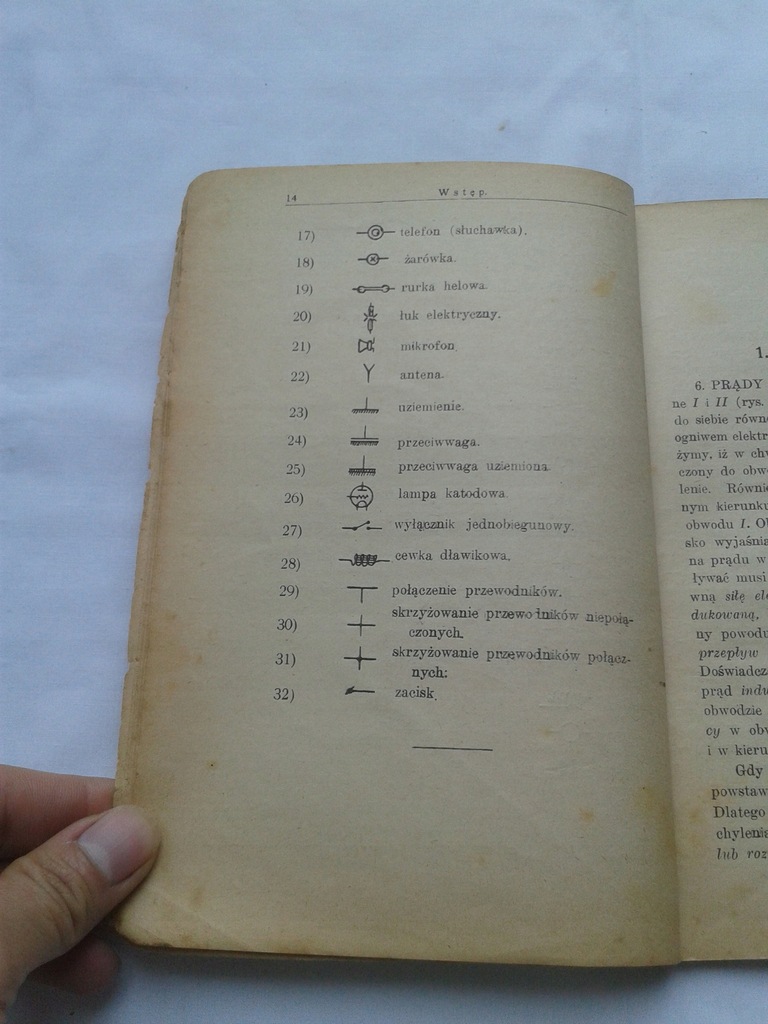 14 Wstęp.
17) telefon (słuchawka).
18) żarówka.
19) rurka helowa.
20) łuk elektryczny.
21) mikrofon
22) antena.
23) uziemienie.
24) przeciwwaga.
25) przeciwwaga uziemiona
26) lampa katodowa.
27) wyłącznik jednobiegunowy.
28) cewka dławikowa.
29) połączenie przewodników.
30) skrzyżowanie przewodników niepołą-
czonych.
31) skrzyżowanie przewodników połącz-
nych:
32) zacisk.
1.
6. PRĄDY
ne I i II (rys.
do siebie równ
ogniwem elektr
żymy, iż w ch
czony do obw
lenie. Równi
nym kierunku
obwodu I. O
sko wyjaśnia
na prądu w
ływać musi
wną siłę el
dukowaną,
ny powodu
przepływ
Doświadcz
prąd indu
obwodzie
cy w obw
i w kieru
Gdy
powstaw
Dlatego
chylenia
lub roz